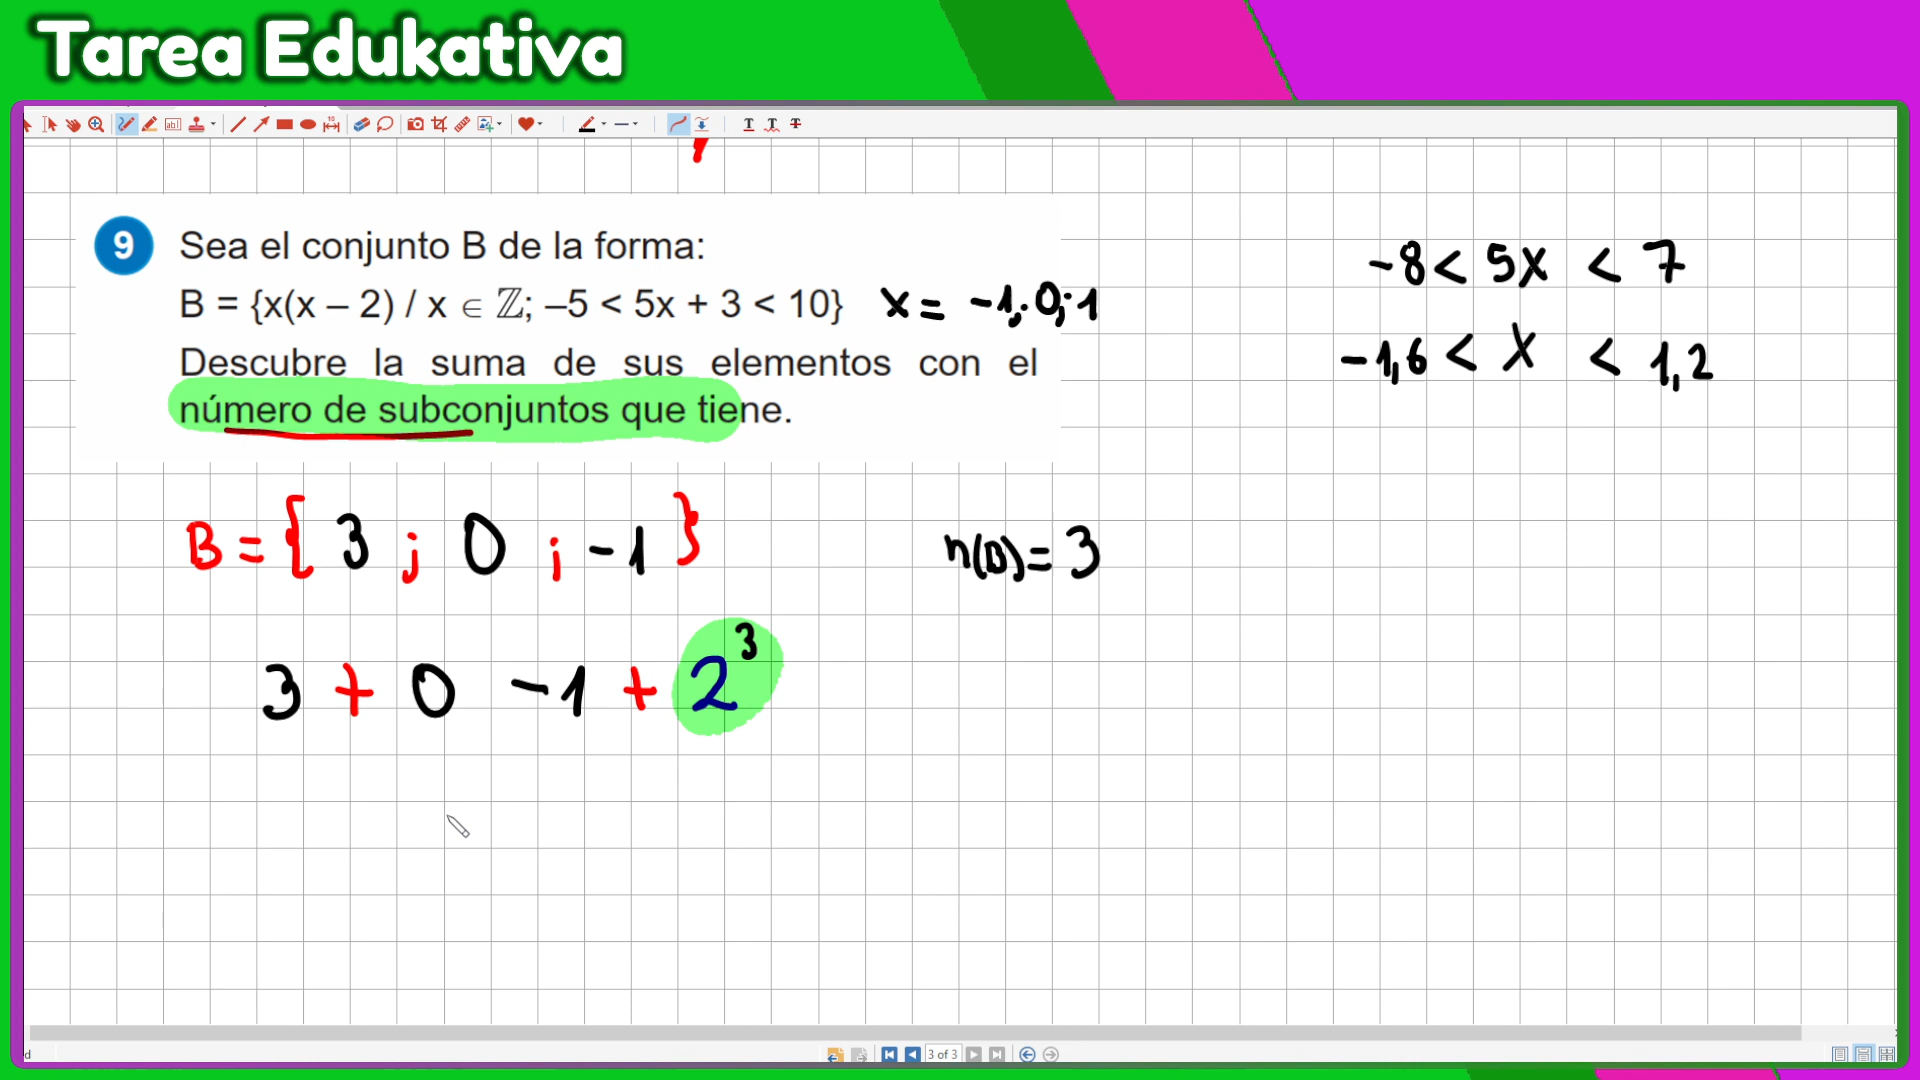 Tarea Edukativa
9 Sea el conjunto B de la forma:
B = {x(x – 2) / x ∈ ℤ; –5 < 5x + 3 < 10} x = -1; 0; 1
Descubre la suma de sus elementos con el
número de subconjuntos que tiene.
-8 < 5x < 7
-1,6 < x < 1,2
B = { 3 ; 0 ; -1 }
n(B) = 3
3 + 0 -1 + 2³
3 of 3